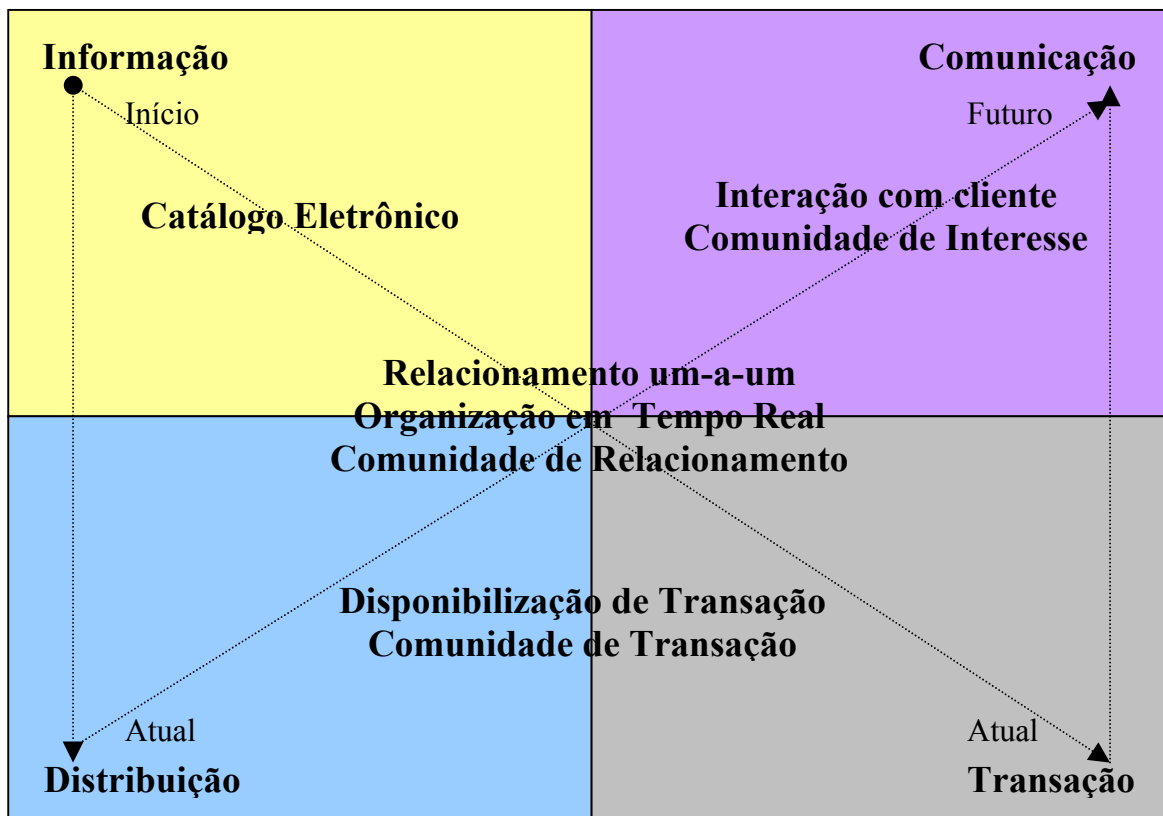 Informação
Comunicação
Início
Futuro
Catálogo Eletrônico
Interação com cliente
Comunidade de Interesse
Relacionamento um-a-um
Organização em Tempo Real
Comunidade de Relacionamento
Disponibilização de Transação
Comunidade de Transação
Atual
Atual
Distribuição
Transação